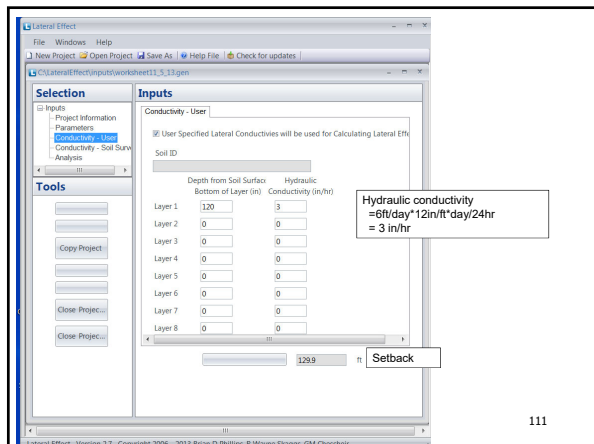 Lateral Effect
File Windows Help
New Project Open Project Save As Help File Check for updates
C:\LateralEffect\inputs\worksheet11_5_13.gen
Selection
Inputs
Project Information
Parameters
Conductivity - User
Conductivity - Soil Surv
Analysis
Tools
Copy Project
Close Projec...
Close Projec...
Inputs
Conductivity - User
User Specified Lateral Conductivies will be used for Calculating Lateral Effe
Soil ID
Depth from Soil Surface Hydraulic
Bottom of Layer (in) Conductivity (in/hr)
Layer 1 120 3
Layer 2 0 0
Layer 3 0 0
Layer 4 0 0
Layer 5 0 0
Layer 6 0 0
Layer 7 0 0
Layer 8 0 0
129.9 ft Setback
Hydraulic conductivity
=6ft/day*12in/ft*day/24hr
= 3 in/hr
111
Lateral Effect Version 2.7 Copyright 2006 - 2013 Brian D Phillips, R Wayne Skaggs, GM Chescheir